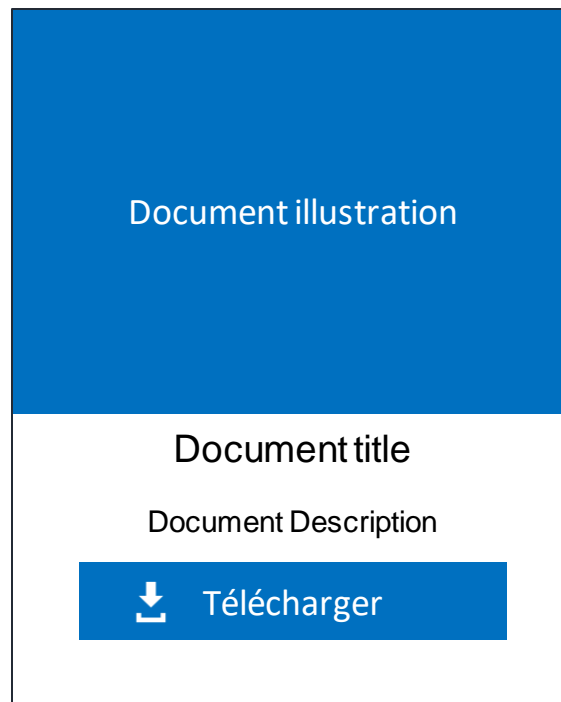 Document illustration
Document title
Document Description
Télécharger